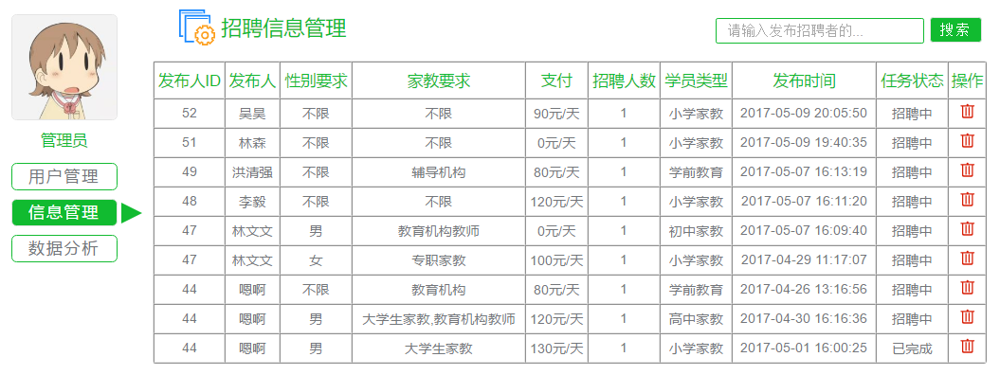 招聘信息管理
请输入发布招聘者的... 搜索
管理员
用户管理
信息管理
数据分析
发布人ID 发布人 性别要求 家教要求 支付 招聘人数 学员类型 发布时间 任务状态 操作
52 吴昊 不限 不限 90元/天 1 小学家教 2017-05-09 20:05:50 招聘中
51 林森 不限 不限 0元/天 1 小学家教 2017-05-09 19:40:35 招聘中
49 洪清强 不限 辅导机构 80元/天 1 学前教育 2017-05-07 16:13:19 招聘中
48 李毅 不限 不限 120元/天 1 小学家教 2017-05-07 16:11:20 招聘中
47 林文文 男 教育机构教师 0元/天 1 初中家教 2017-05-07 16:09:40 招聘中
47 林文文 女 专职家教 100元/天 1 小学家教 2017-04-29 11:17:07 招聘中
44 嗯啊 不限 教育机构 80元/天 1 学前教育 2017-04-26 13:16:56 招聘中
44 嗯啊 男 大学生家教,教育机构教师 120元/天 1 高中家教 2017-04-30 16:16:36 招聘中
44 嗯啊 男 大学生家教 130元/天 1 小学家教 2017-05-01 16:00:25 已完成